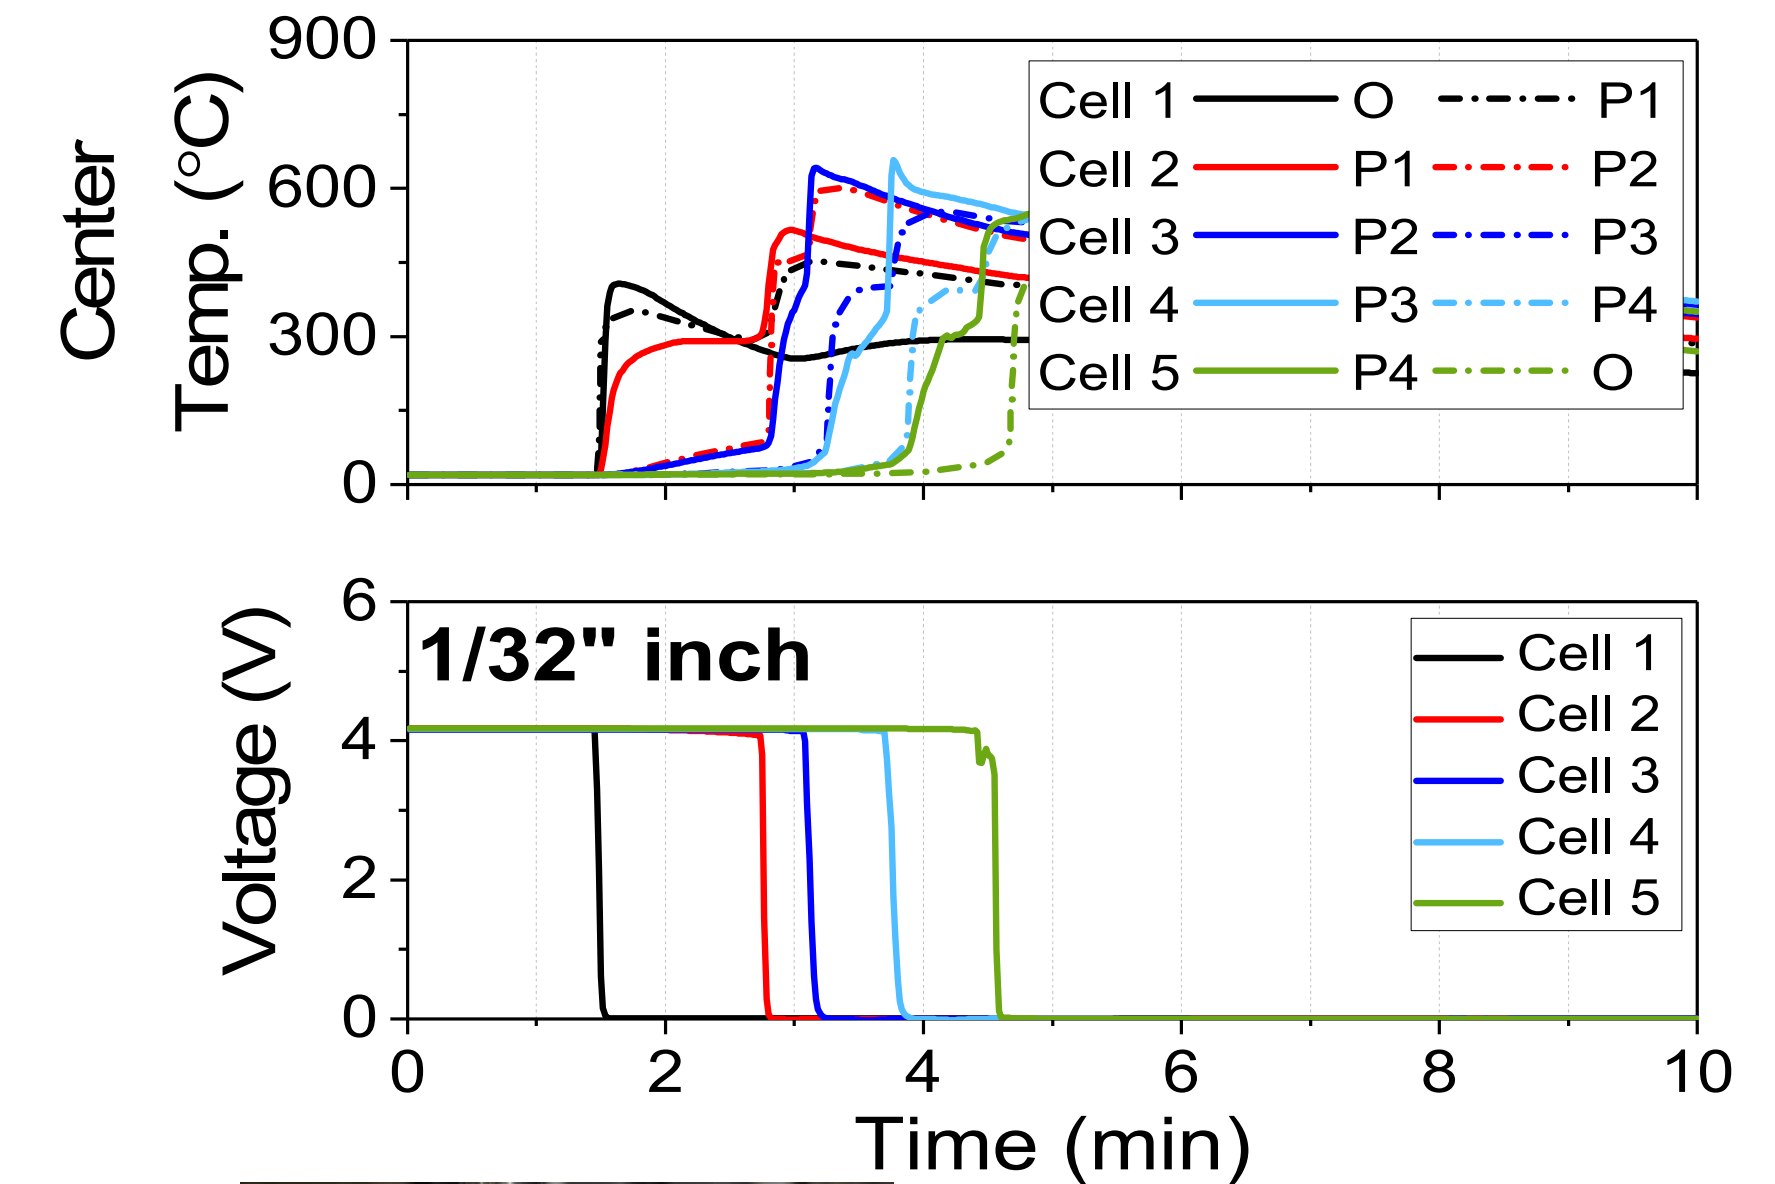 900
600
300
0
Center
Temp. (°C)
Cell 1 O P1
Cell 2 P1 P2
Cell 3 P2 P3
Cell 4 P3 P4
Cell 5 P4 O
6
4
2
0
Voltage (V)
1/32" inch
Cell 1
Cell 2
Cell 3
Cell 4
Cell 5
0 2 4 6 8 10
Time (min)